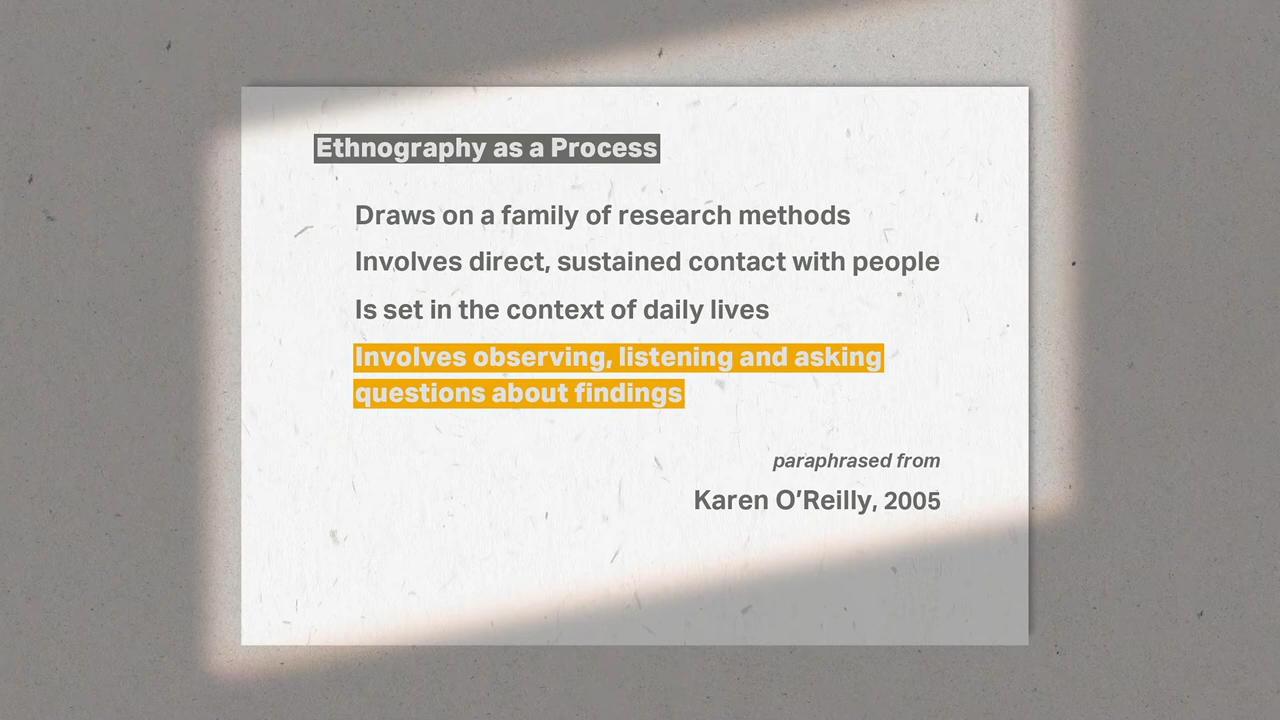 Ethnography as a Process
Draws on a family of research methods
Involves direct, sustained contact with people
Is set in the context of daily lives
Involves observing, listening and asking
questions about findings
paraphrased from
Karen O’Reilly, 2005